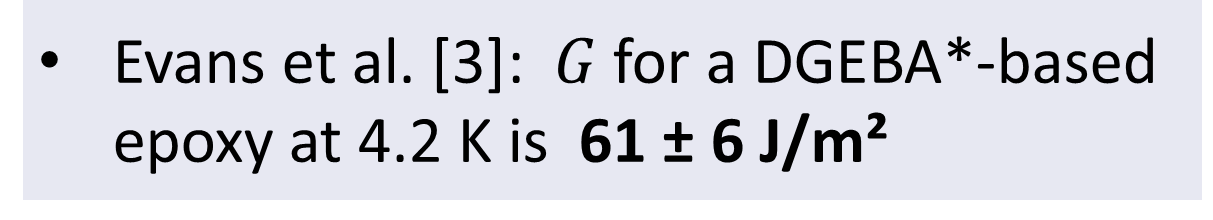 • Evans et al. [3]: G for a DGEBA*-based
epoxy at 4.2 K is 61 ± 6 J/m²